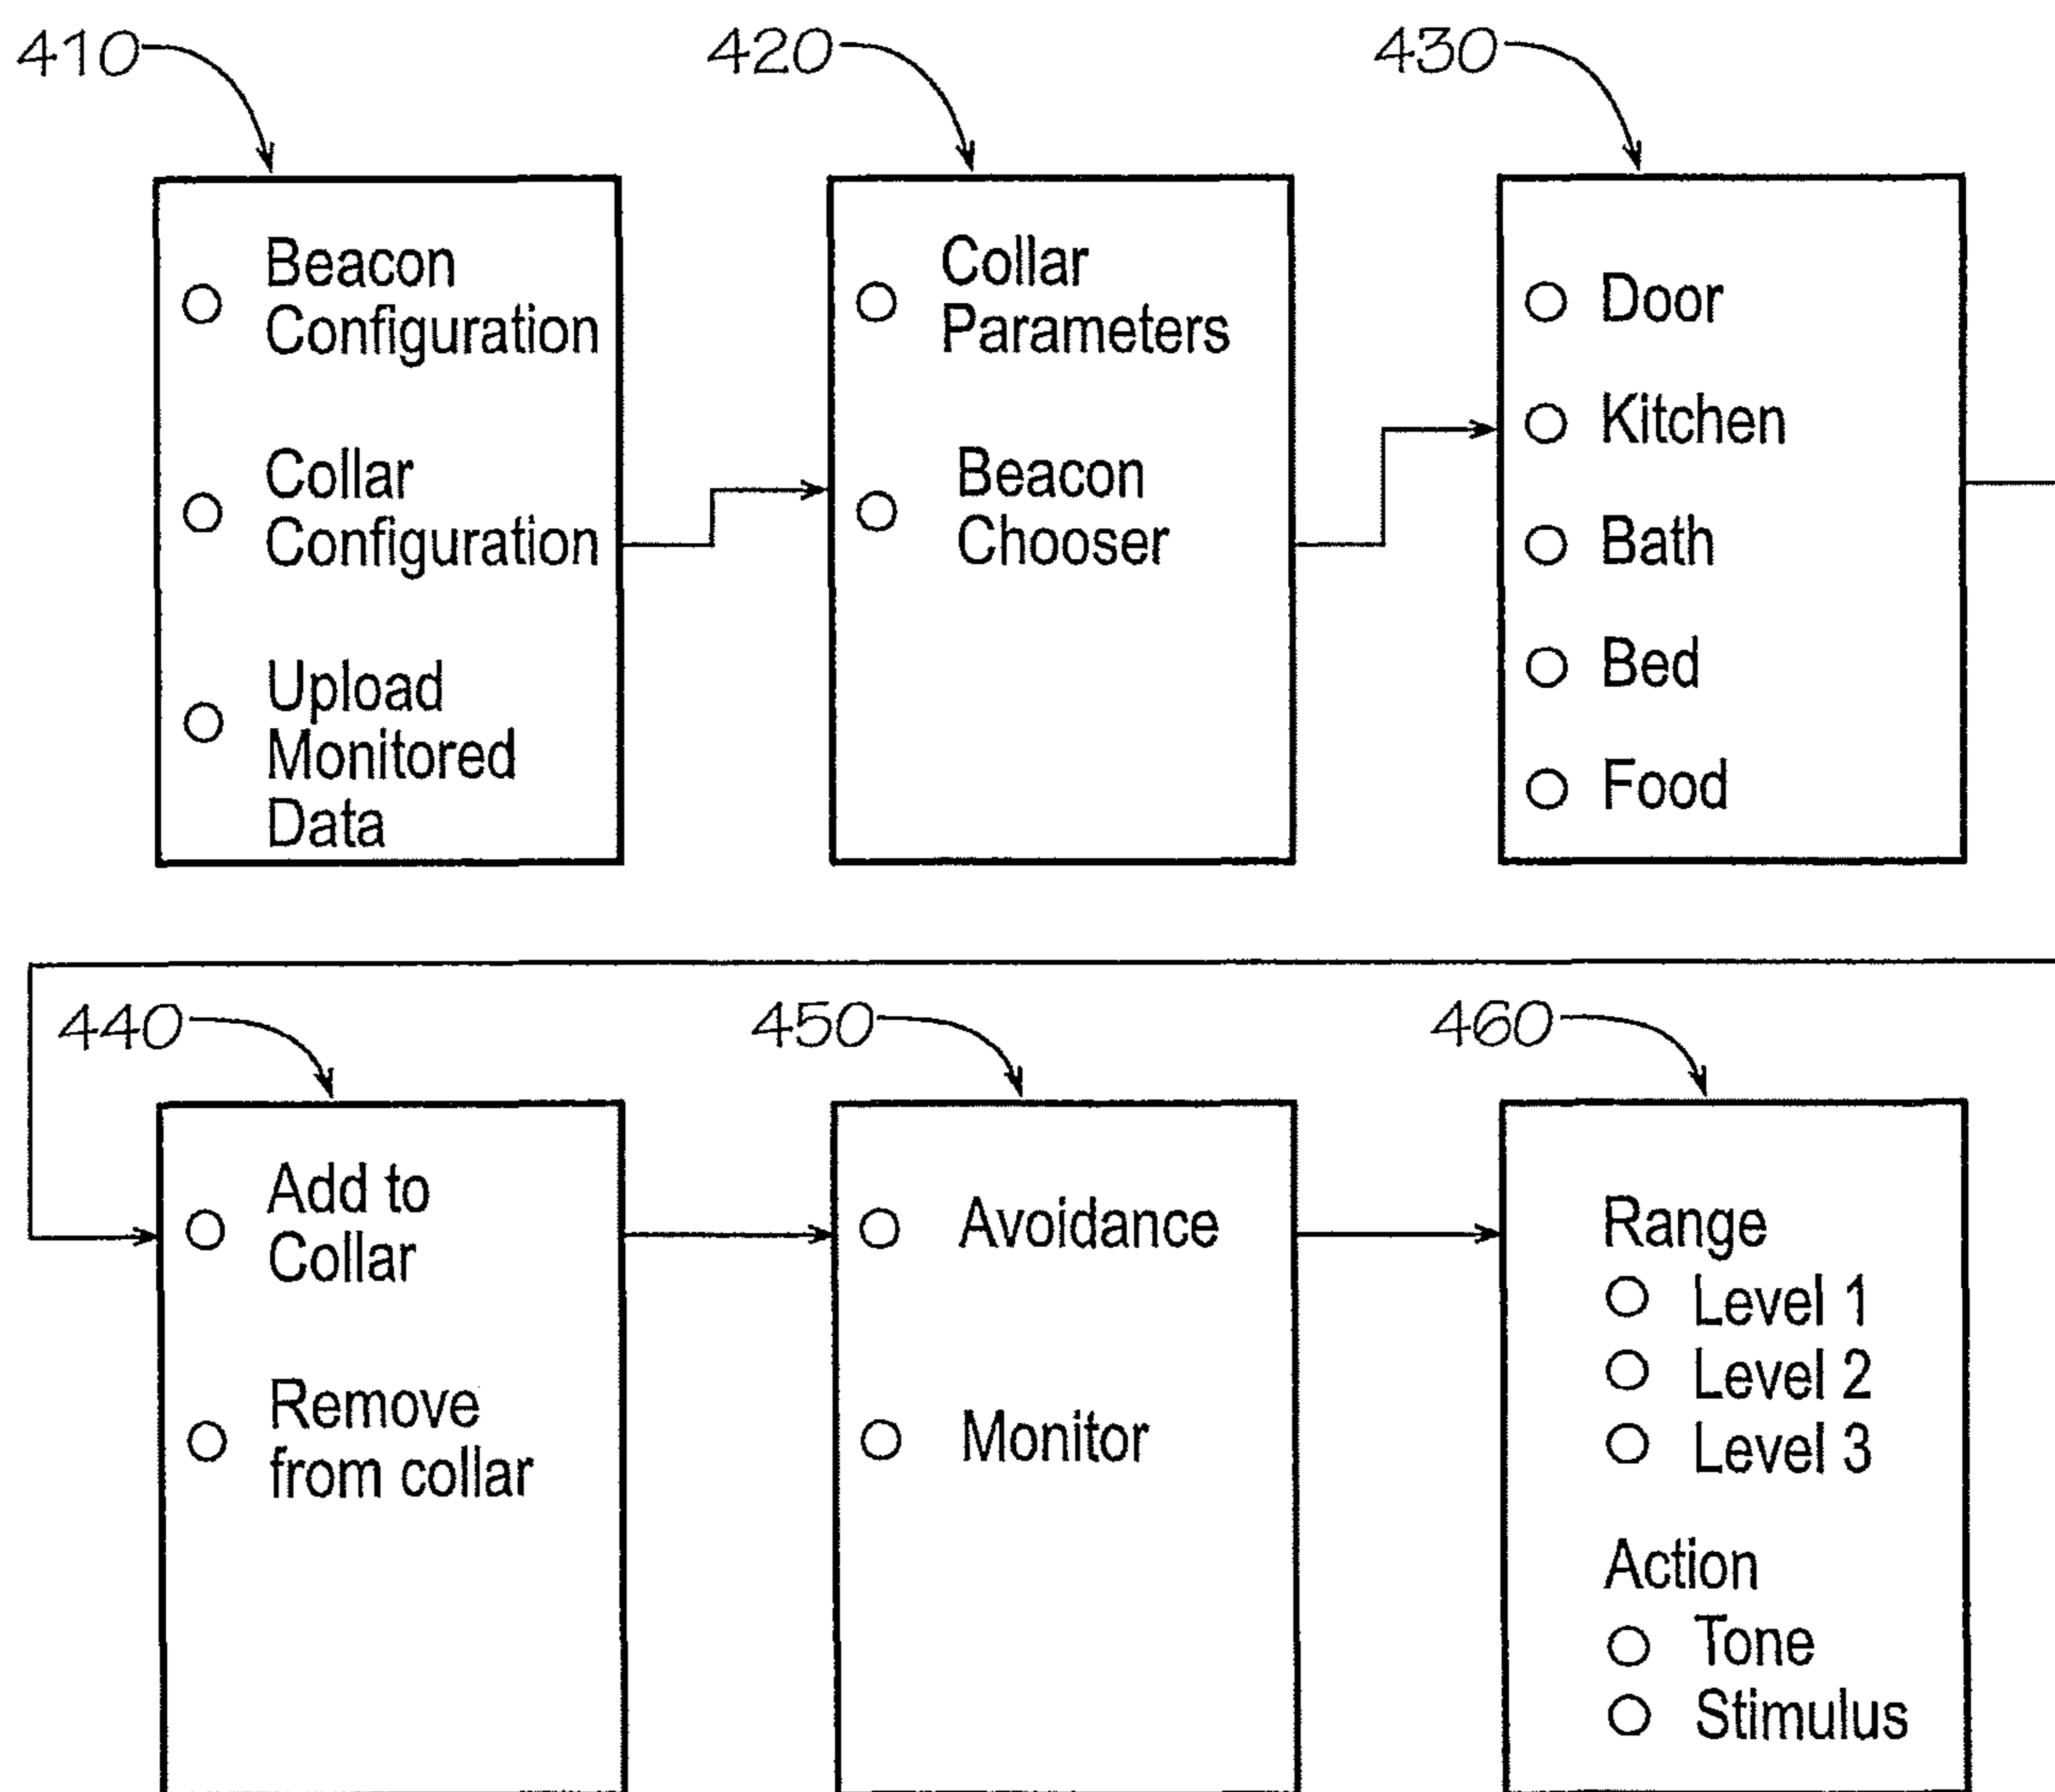 410
420
430
Beacon
Configuration
Collar
Configuration
Upload
Monitored
Data
Collar
Parameters
Beacon
Chooser
Door
Kitchen
Bath
Bed
Food
440
450
460
Add to
Collar
Remove
from collar
Avoidance
Monitor
Range
Level 1
Level 2
Level 3
Action
Tone
Stimulus